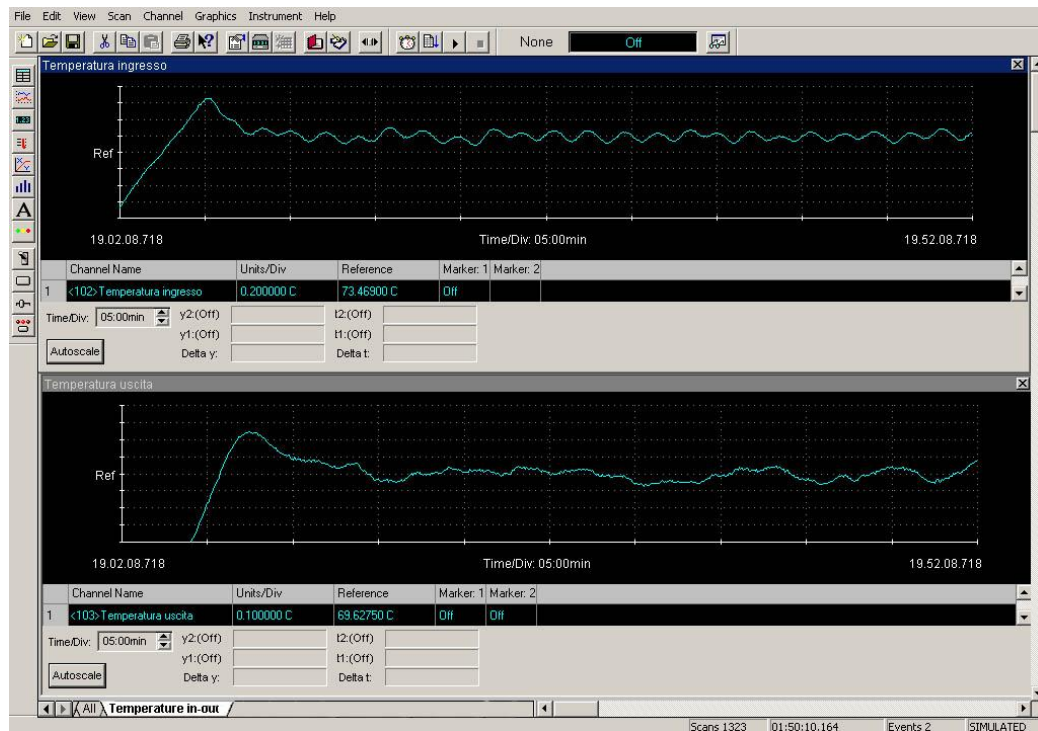 File Edit View Scan Channel Graphics Instrument Help
None Off
Temperatura ingresso
Ref
19.02.08.718 Time/Div: 05:00min 19.52.08.718
Channel Name Units/Div Reference Marker: 1 Marker: 2
1 <102> Temperatura ingresso 0.200000 C 73.46900 C Off
Time/Div: 05:00min y2:(Off) t2:(Off)
y1:(Off) t1:(Off)
Autoscale Delta y: Delta t:
Temperatura uscita
Ref
19.02.08.718 Time/Div: 05:00min 19.52.08.718
Channel Name Units/Div Reference Marker: 1 Marker: 2
1 <103> Temperatura uscita 0.100000 C 69.62750 C Off Off
Time/Div: 05:00min y2:(Off) t2:(Off)
y1:(Off) t1:(Off)
Autoscale Delta y: Delta t:
All Temperature in-out
Scans 1323 01:50:10.164 Events 2 SIMULATED